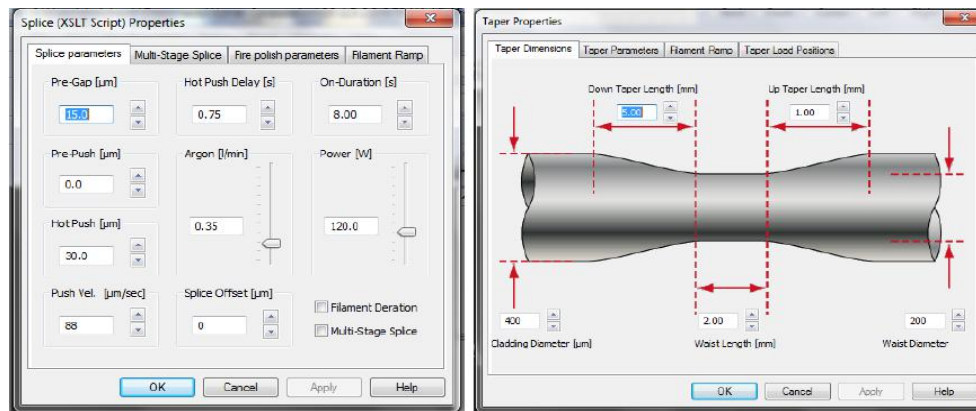 Splice (XSLT Script) Properties
Splice parameters
Multi-Stage Splice
Fire polish parameters
Filament Ramp
Pre-Gap [µm]
15.0
Hot Push Delay [s]
0.75
On-Duration [s]
8.00
Pre-Push [µm]
0.0
Argon [l/min]
0.35
Power [W]
120.0
Hot Push [µm]
30.0
Push Vel. [µm/sec]
88
Splice Offset [µm]
0
Filament Deration
Multi-Stage Splice
OK
Cancel
Apply
Help
Taper Properties
Taper Dimensions
Taper Parameters
Filament Ramp
Taper Load Positions
Down Taper Length [mm]
5.00
Up Taper Length [mm]
1.00
400
Cladding Diameter [µm]
2.00
Waist Length [mm]
200
Waist Diameter
OK
Cancel
Apply
Help